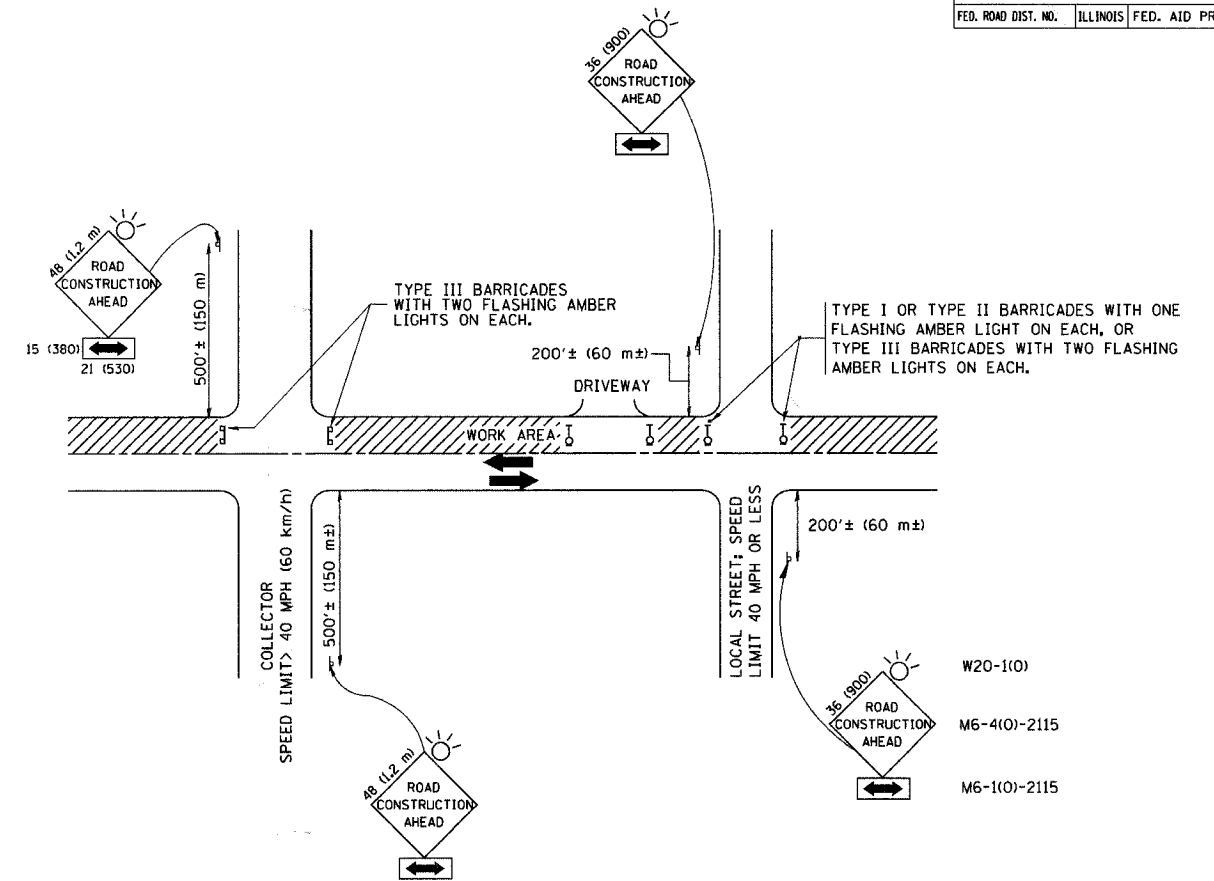 FED. ROAD DIST. NO. ILLINOIS FED. AID PR
36 (900)
ROAD
CONSTRUCTION
AHEAD
48 (1.2 m)
ROAD
CONSTRUCTION
AHEAD
15 (380)
21 (530)
500'± (150 m)
TYPE III BARRICADES
WITH TWO FLASHING AMBER
LIGHTS ON EACH.
200'± (60 m±)
DRIVEWAY
TYPE I OR TYPE II BARRICADES WITH ONE
FLASHING AMBER LIGHT ON EACH, OR
TYPE III BARRICADES WITH TWO FLASHING
AMBER LIGHTS ON EACH.
WORK AREA
COLLECTOR
SPEED LIMIT> 40 MPH (60 km/h)
500'± (150 m±)
LOCAL STREET; SPEED
LIMIT 40 MPH OR LESS
200'± (60 m±)
48 (1.2 m)
ROAD
CONSTRUCTION
AHEAD
36 (900)
ROAD
CONSTRUCTION
AHEAD
W20-1(O)
M6-4(O)-2115
M6-1(O)-2115